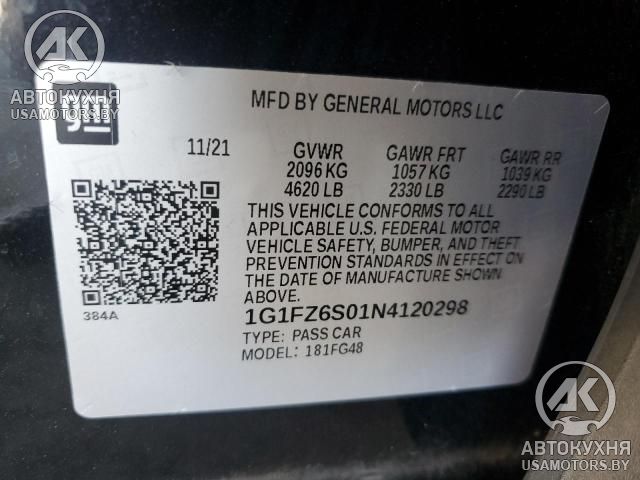 AK
АВТОКУХНЯ
USAMOTORS.BY
gm
MFD BY GENERAL MOTORS LLC
11/21 GVWR GAWR FRT GAWR RR
2096 KG 1057 KG 1039 KG
4620 LB 2330 LB 2290 LB
THIS VEHICLE CONFORMS TO ALL
APPLICABLE U.S. FEDERAL MOTOR
VEHICLE SAFETY, BUMPER, AND THEFT
PREVENTION STANDARDS IN EFFECT ON
THE DATE OF MANUFACTURE SHOWN
ABOVE.
384A
1G1FZ6S01N4120298
TYPE: PASS CAR
MODEL: 181FG48
AK
АВТОКУХНЯ
USAMOTORS.BY